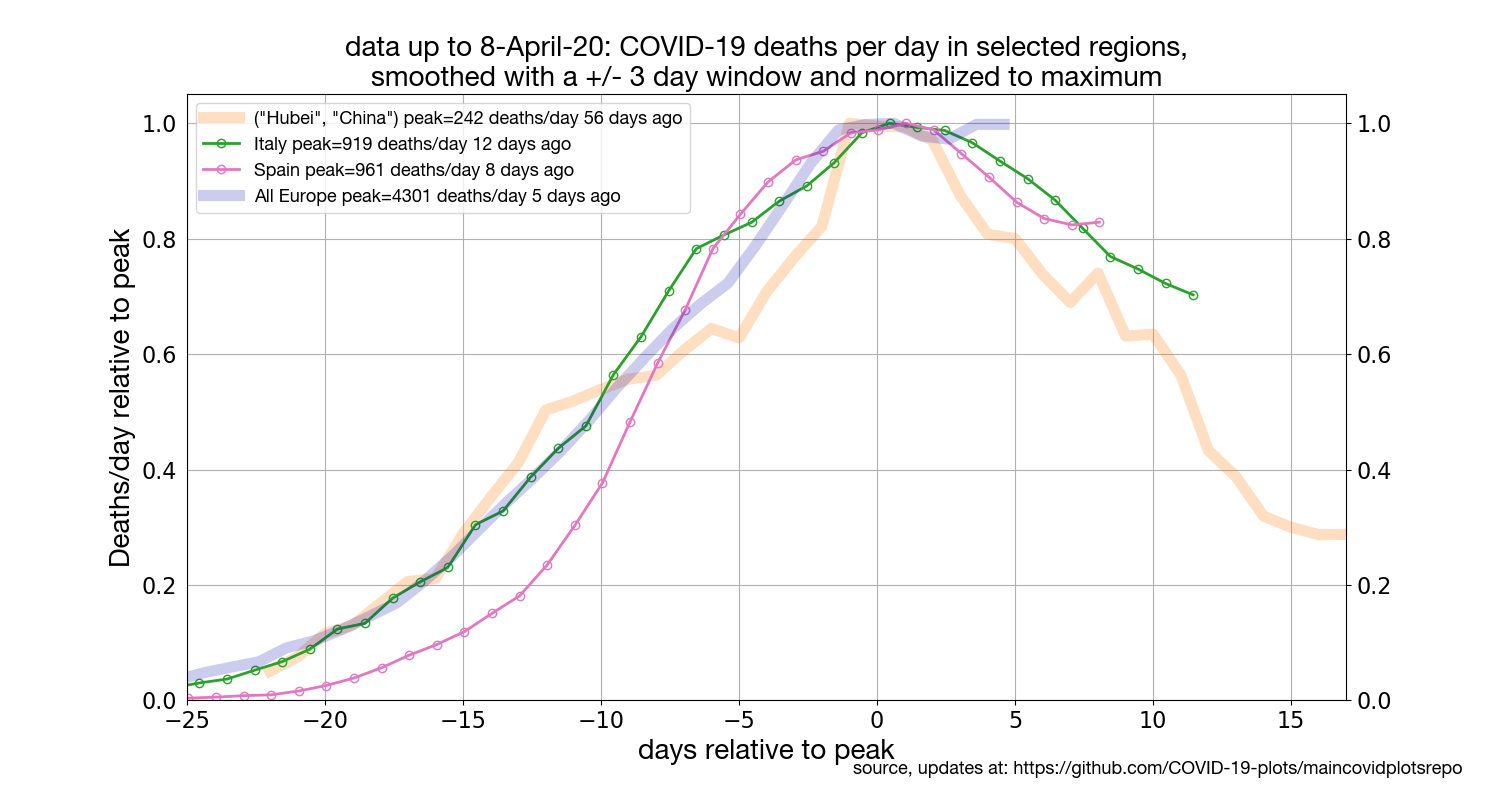 data up to 8-April-20: COVID-19 deaths per day in selected regions,
smoothed with a +/- 3 day window and normalized to maximum
("Hubei", "China") peak=242 deaths/day 56 days ago
Italy peak=919 deaths/day 12 days ago
Spain peak=961 deaths/day 8 days ago
All Europe peak=4301 deaths/day 5 days ago
Deaths/day relative to peak
1.0
0.8
0.6
0.4
0.2
0.0
1.0
0.8
0.6
0.4
0.2
0.0
−25 −20 −15 −10 −5 0 5 10 15
days relative to peak
source, updates at: https://github.com/COVID-19-plots/maincovidplotsrepo